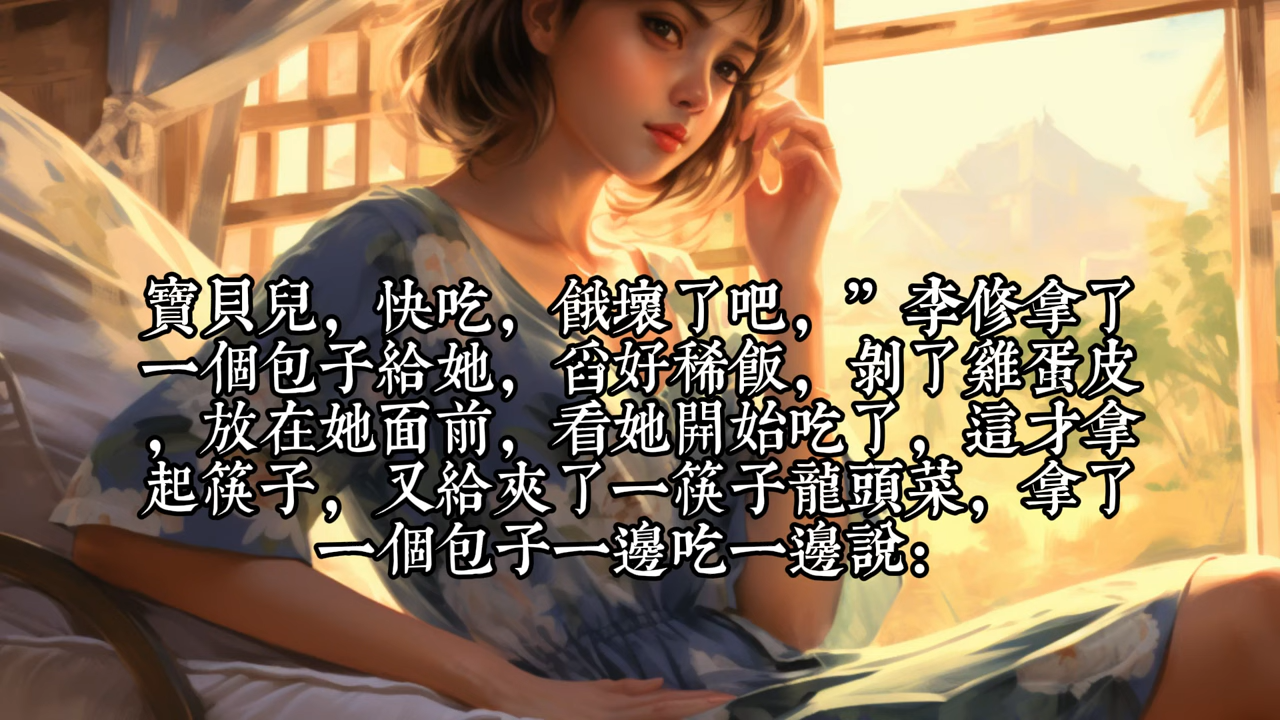 寶貝兒，快吃，餓壞了吧，”李修拿了
一個包子給她，舀好稀飯，剝了雞蛋皮
，放在她面前，看她開始吃了，這才拿
起筷子，又給夾了一筷子龍頭菜，拿了
一個包子一邊吃一邊說：